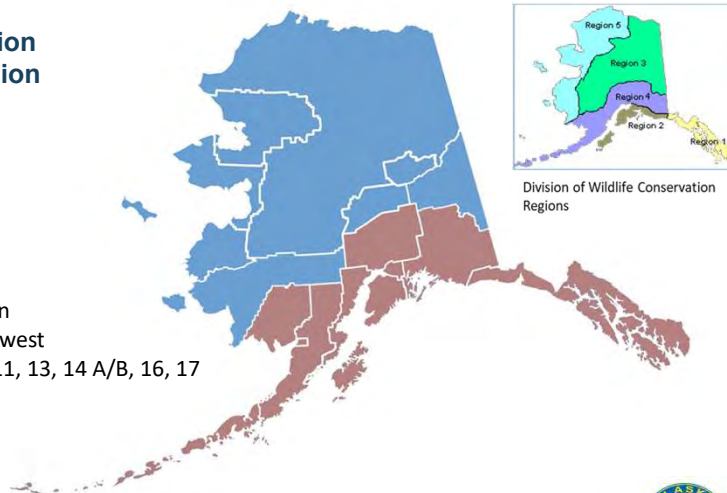 ion
ion
Region 5
Region 3
Region 4
Region 2
Region 1
Division of Wildlife Conservation
Regions
n
west
11, 13, 14 A/B, 16, 17
ASK